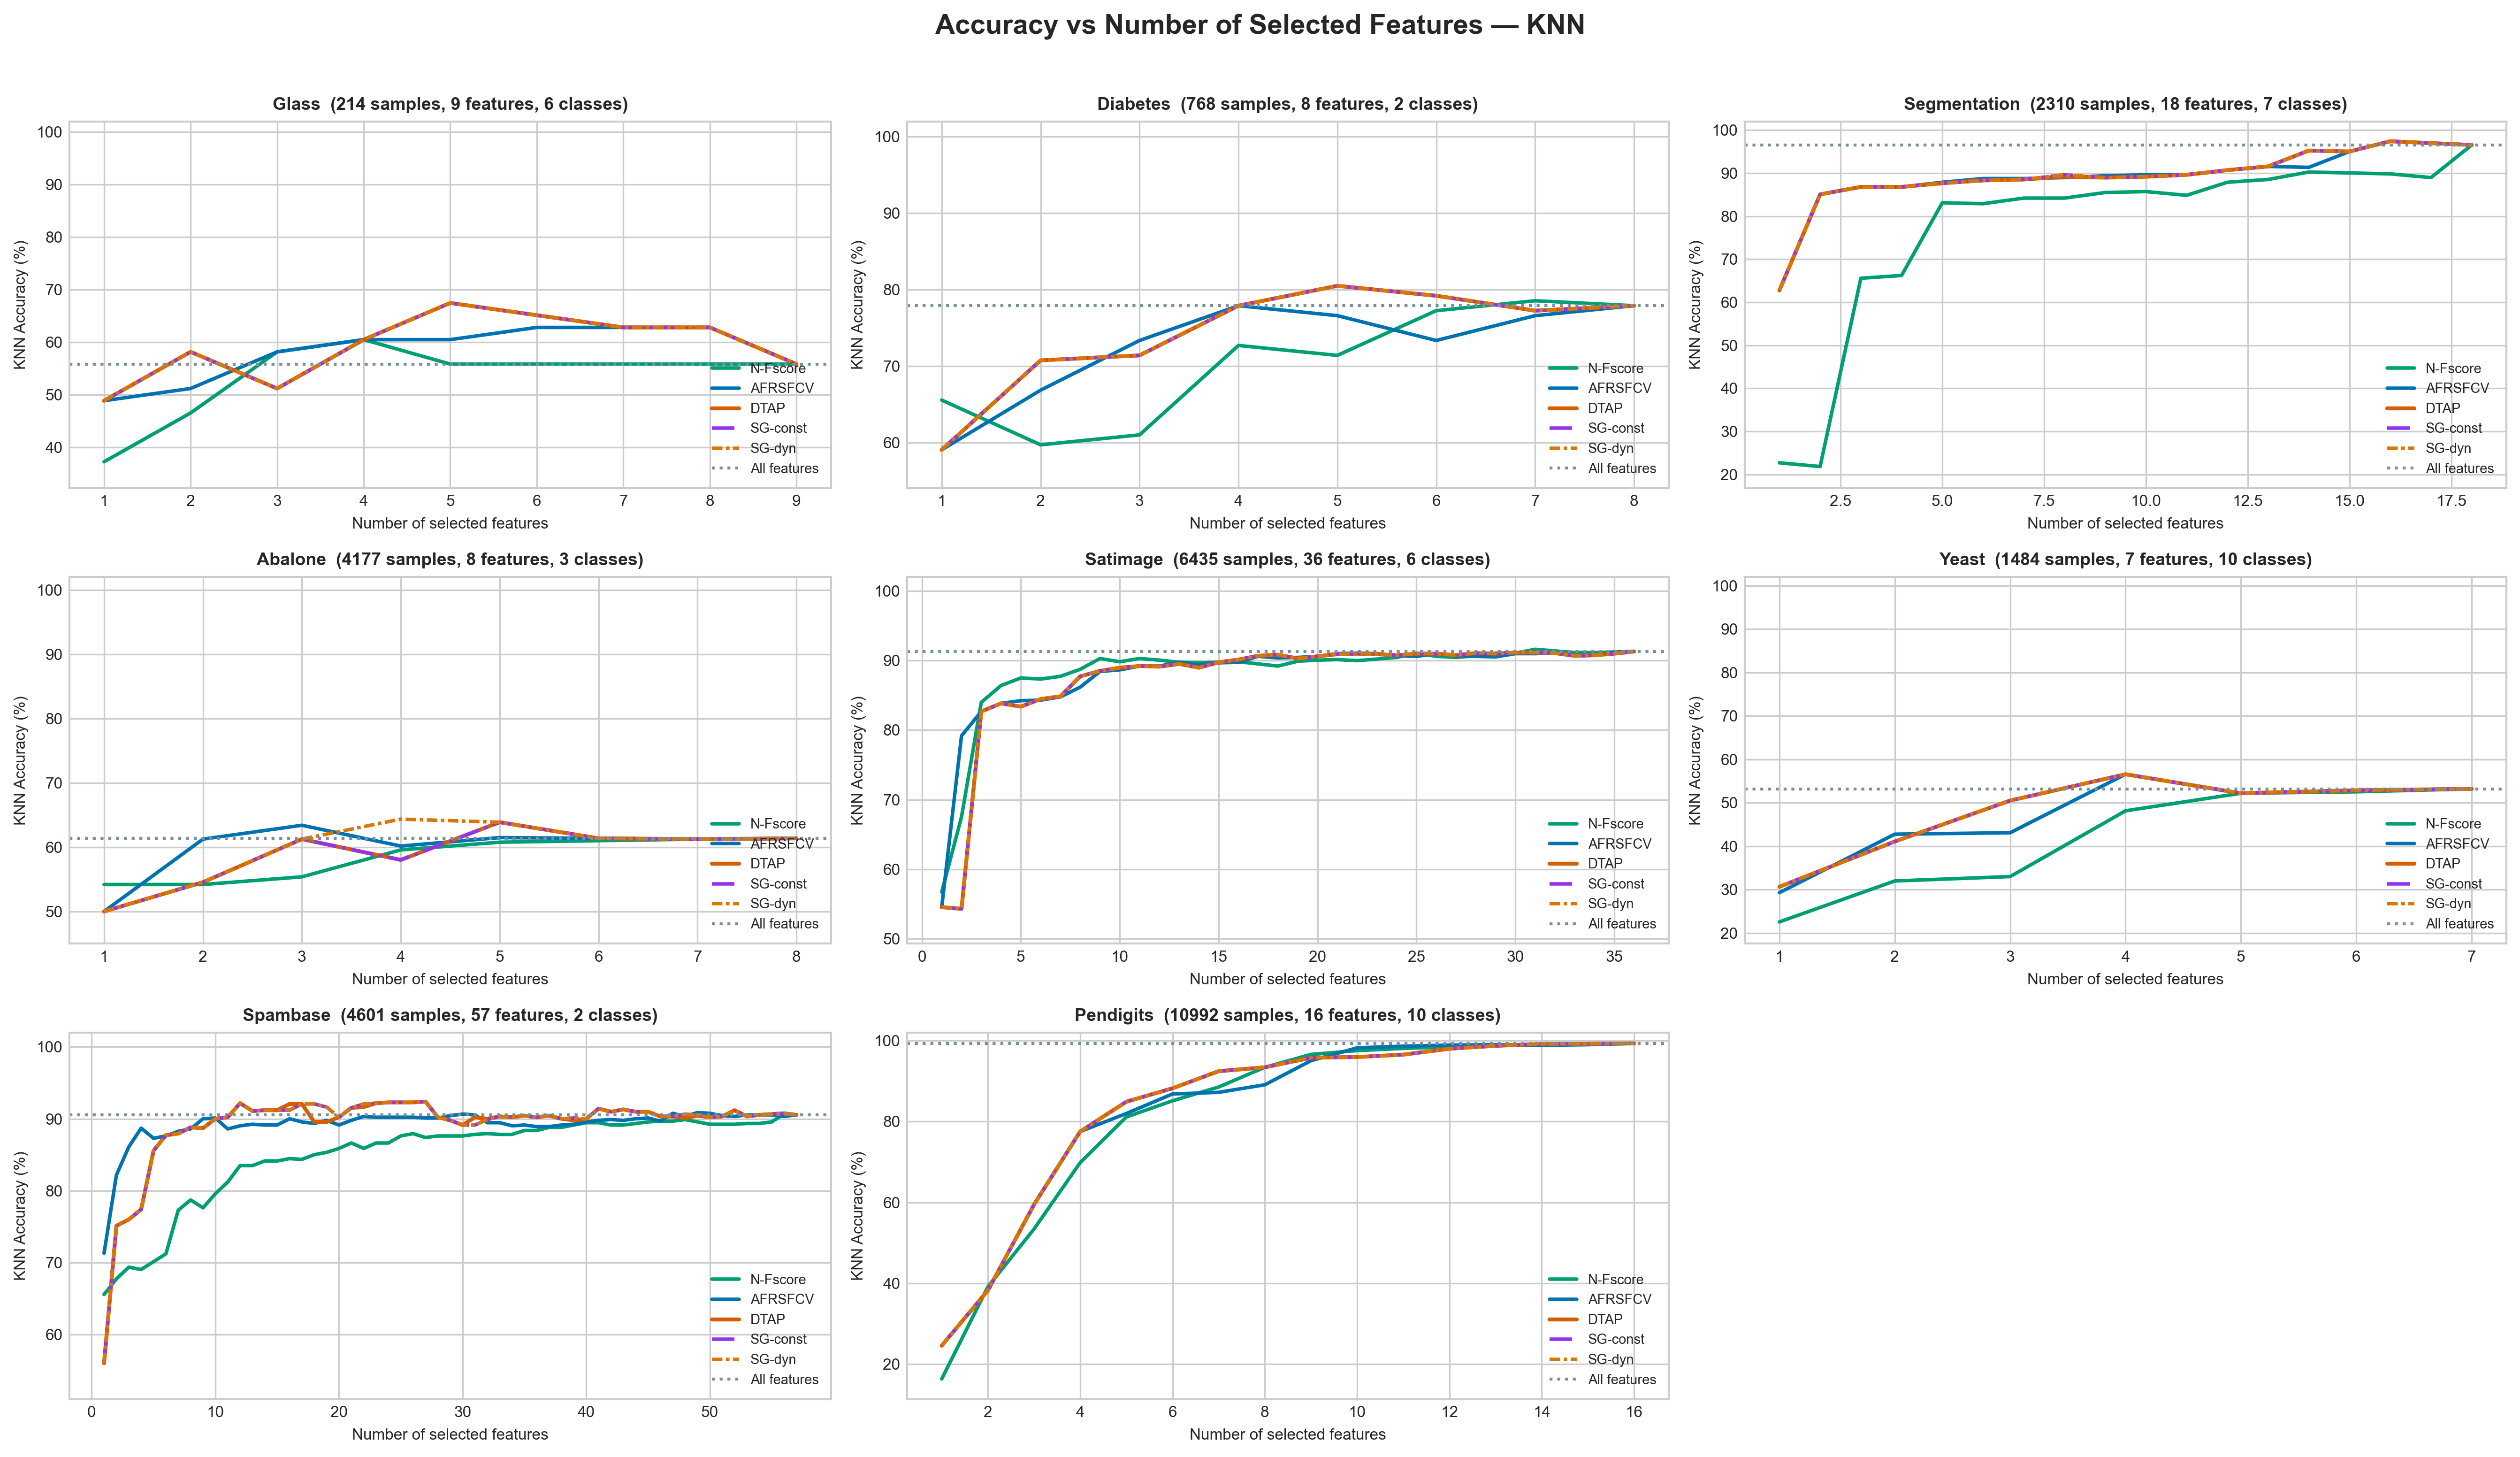 Accuracy vs Number of Selected Features — KNN
Glass (214 samples, 9 features, 6 classes)
KNN Accuracy (%)
100
90
80
70
60
50
40
N-Fscore
AFRSFCV
DTAP
SG-const
SG-dyn
All features
1 2 3 4 5 6 7 8 9
Number of selected features
Diabetes (768 samples, 8 features, 2 classes)
KNN Accuracy (%)
100
90
80
70
60
N-Fscore
AFRSFCV
DTAP
SG-const
SG-dyn
All features
1 2 3 4 5 6 7 8
Number of selected features
Segmentation (2310 samples, 18 features, 7 classes)
KNN Accuracy (%)
100
90
80
70
60
50
40
30
20
N-Fscore
AFRSFCV
DTAP
SG-const
SG-dyn
All features
2.5 5.0 7.5 10.0 12.5 15.0 17.5
Number of selected features
Abalone (4177 samples, 8 features, 3 classes)
KNN Accuracy (%)
100
90
80
70
60
50
N-Fscore
AFRSFCV
DTAP
SG-const
SG-dyn
All features
1 2 3 4 5 6 7 8
Number of selected features
Satimage (6435 samples, 36 features, 6 classes)
KNN Accuracy (%)
100
90
80
70
60
50
N-Fscore
AFRSFCV
DTAP
SG-const
SG-dyn
All features
0 5 10 15 20 25 30 35
Number of selected features
Yeast (1484 samples, 7 features, 10 classes)
KNN Accuracy (%)
100
90
80
70
60
50
40
30
20
N-Fscore
AFRSFCV
DTAP
SG-const
SG-dyn
All features
1 2 3 4 5 6 7
Number of selected features
Spambase (4601 samples, 57 features, 2 classes)
KNN Accuracy (%)
100
90
80
70
60
N-Fscore
AFRSFCV
DTAP
SG-const
SG-dyn
All features
0 10 20 30 40 50
Number of selected features
Pendigits (10992 samples, 16 features, 10 classes)
KNN Accuracy (%)
100
80
60
40
20
N-Fscore
AFRSFCV
DTAP
SG-const
SG-dyn
All features
2 4 6 8 10 12 14 16
Number of selected features